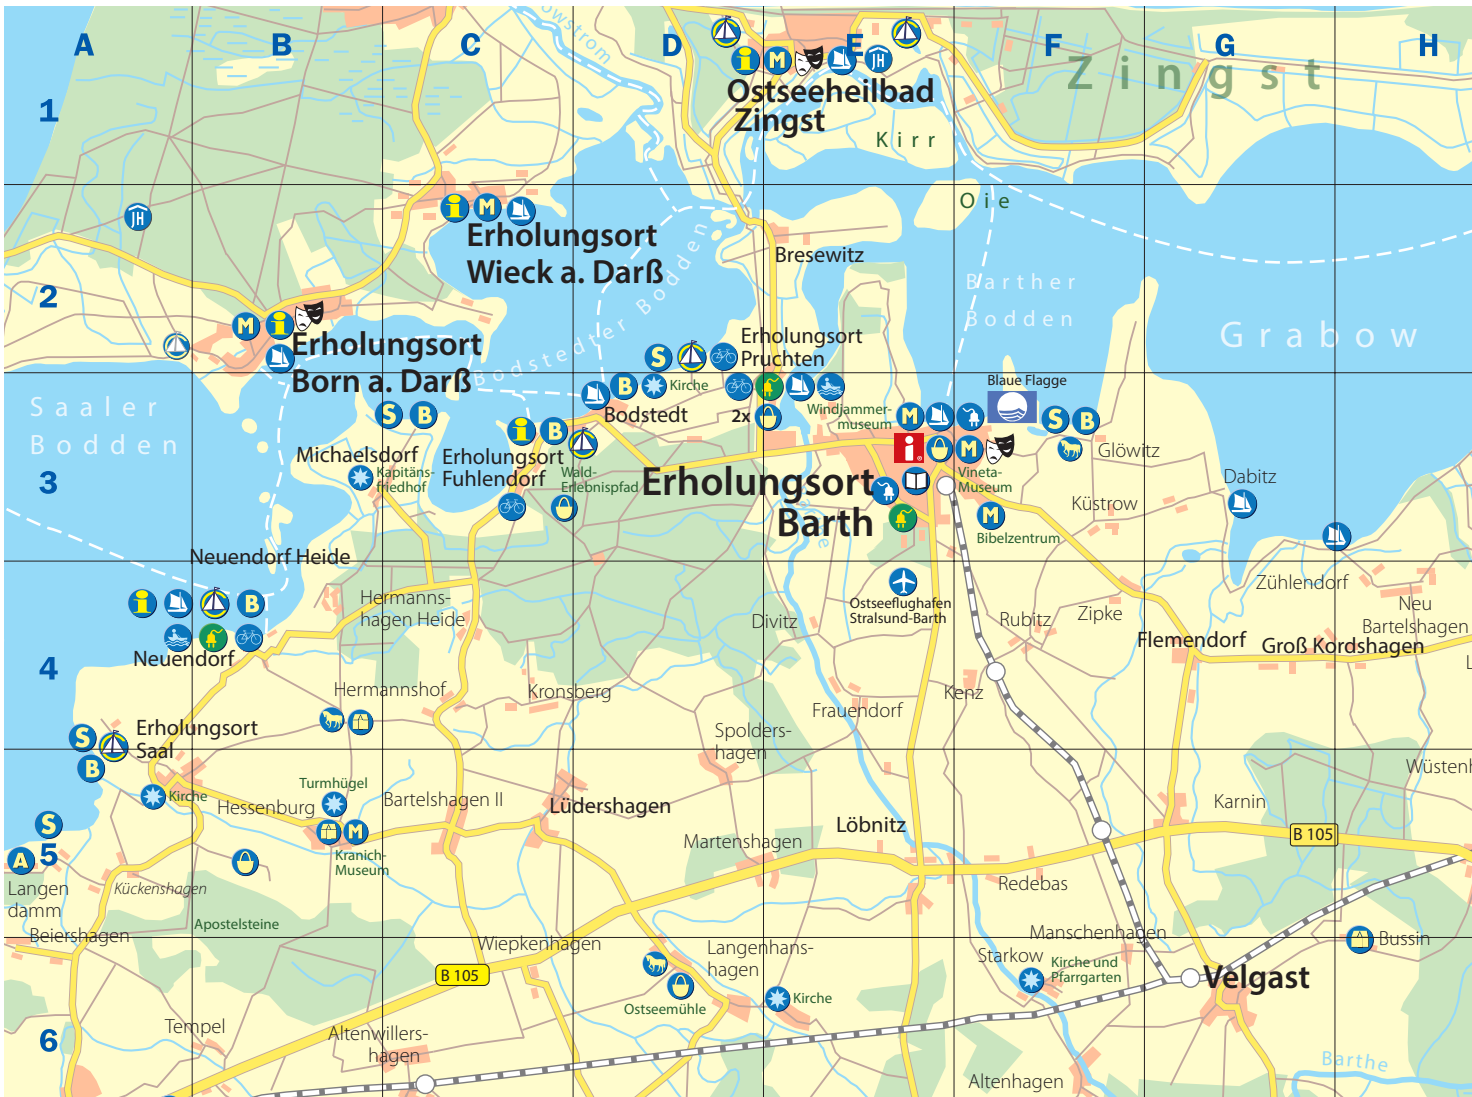 A
B
C
D
E
F
G
H
owstrom
Zingst
Ostseeheilbad
Zingst
1
Kirr
Oie
JH
JH
i
M
i
M
Erholungsort
Wieck a. Darß
Bresewitz
2
Barther
Bodden
Grabow
Bodstedter Bodden
M
i
Erholungsort
Born a. Darß
S
Erholungsort
Pruchten
B
Kirche
Bodstedt
2x
Windjammer-
museum
Blaue Flagge
M
S
B
Saaler
Bodden
S
B
Michaelsdorf
Kapitäns-
friedhof
i
B
Erholungsort
Fuhlendorf
Wald-
Erlebnispfad
Erholungsort
Barth
i
M
Vineta-
Museum
Glöwitz
Küstrow
M
Bibelzentrum
Dabitz
3
Neuendorf Heide
i
B
Neuendorf
Hermanns-
hagen Heide
Divitz
Ostseeflughafen
Stralsund-Barth
Rubitz
Zipke
Zühlendorf
Neu
Bartelshagen
Flemendorf
Groß Kordshagen
L
4
Hermannshof
Kronsberg
Frauendorf
Kenz
S
Erholungsort
Saal
B
Spolders-
hagen
Wüstenh
Kirche
Turmhügel
Hessenburg
Bartelshagen II
Lüdershagen
Karnin
S
M
Kranich-
Museum
Martenshagen
Löbnitz
B 105
A
5
Langen
damm
Kückenshagen
Redebas
Apostelsteine
Beiershagen
Wiepkenhagen
Langenhans-
hagen
Manschenhagen
Starkow
Kirche und
Pfarrgarten
Bussin
B 105
Velgast
Ostseemühle
Kirche
6
Tempel
Altenwillers-
hagen
Altenhagen
Barthe